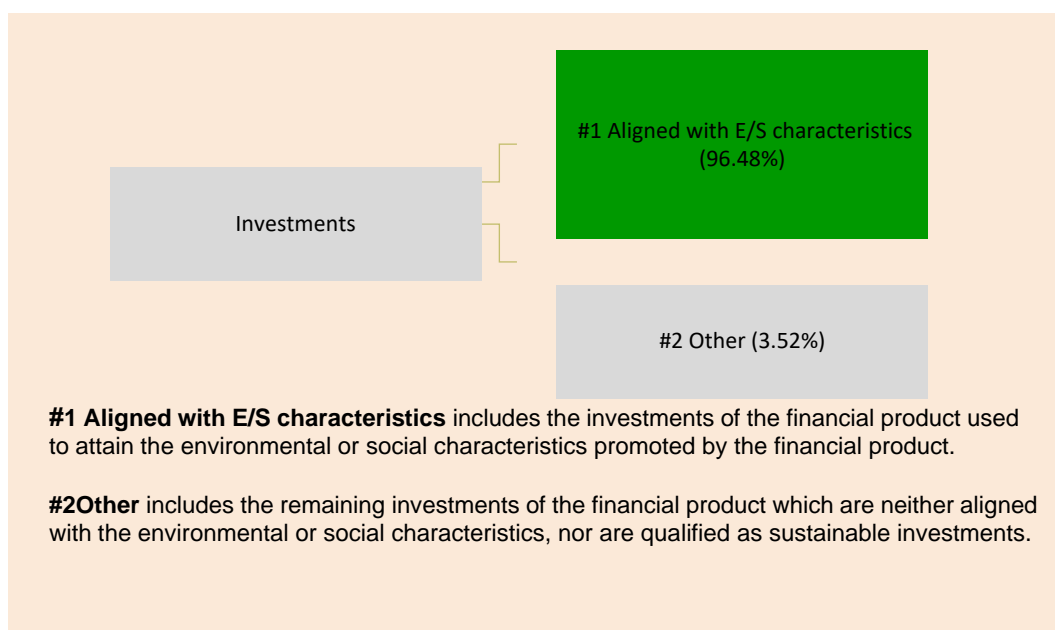 #1 Aligned with E/S characteristics
(96.48%)
Investments
#2 Other (3.52%)
#1 Aligned with E/S characteristics includes the investments of the financial product used
to attain the environmental or social characteristics promoted by the financial product.
#2Other includes the remaining investments of the financial product which are neither aligned
with the environmental or social characteristics, nor are qualified as sustainable investments.